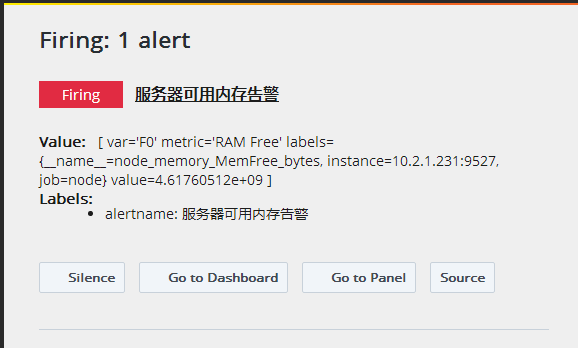 Firing: 1 alert
Firing 服务器可用内存告警
Value: [ var='F0' metric='RAM Free' labels=
{__name__=node_memory_MemFree_bytes, instance=10.2.1.231:9527,
job=node} value=4.61760512e+09 ]
Labels:
• alertname: 服务器可用内存告警
Silence Go to Dashboard Go to Panel Source